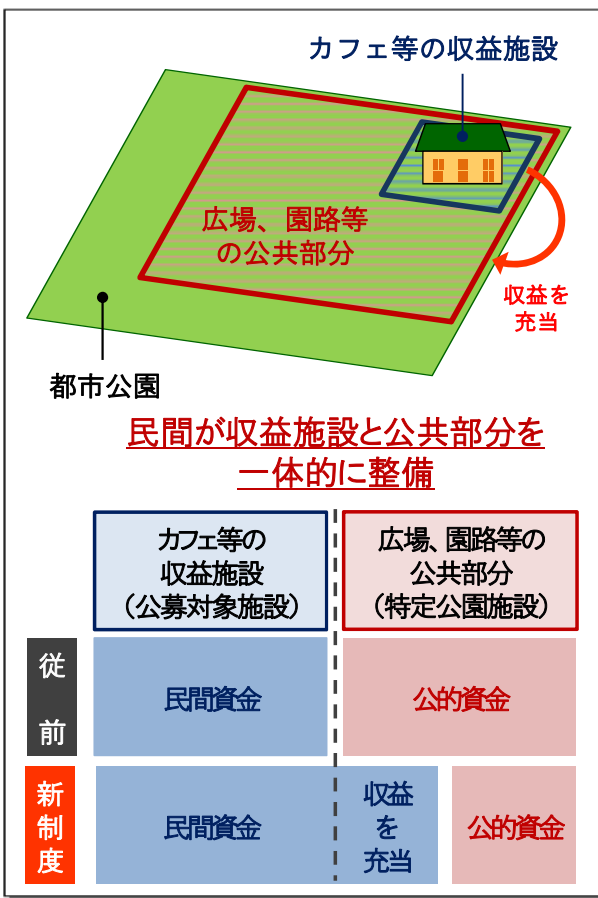 カフェ等の収益施設
広場、園路等
の公共部分
収益を
充当
都市公園
民間が収益施設と公共部分を
一体的に整備
カフェ等の
収益施設
（公募対象施設）
広場、園路等の
公共部分
（特定公園施設）
従
前
民間資金
公的資金
新
制
度
民間資金
収益
を
充当
公的資金